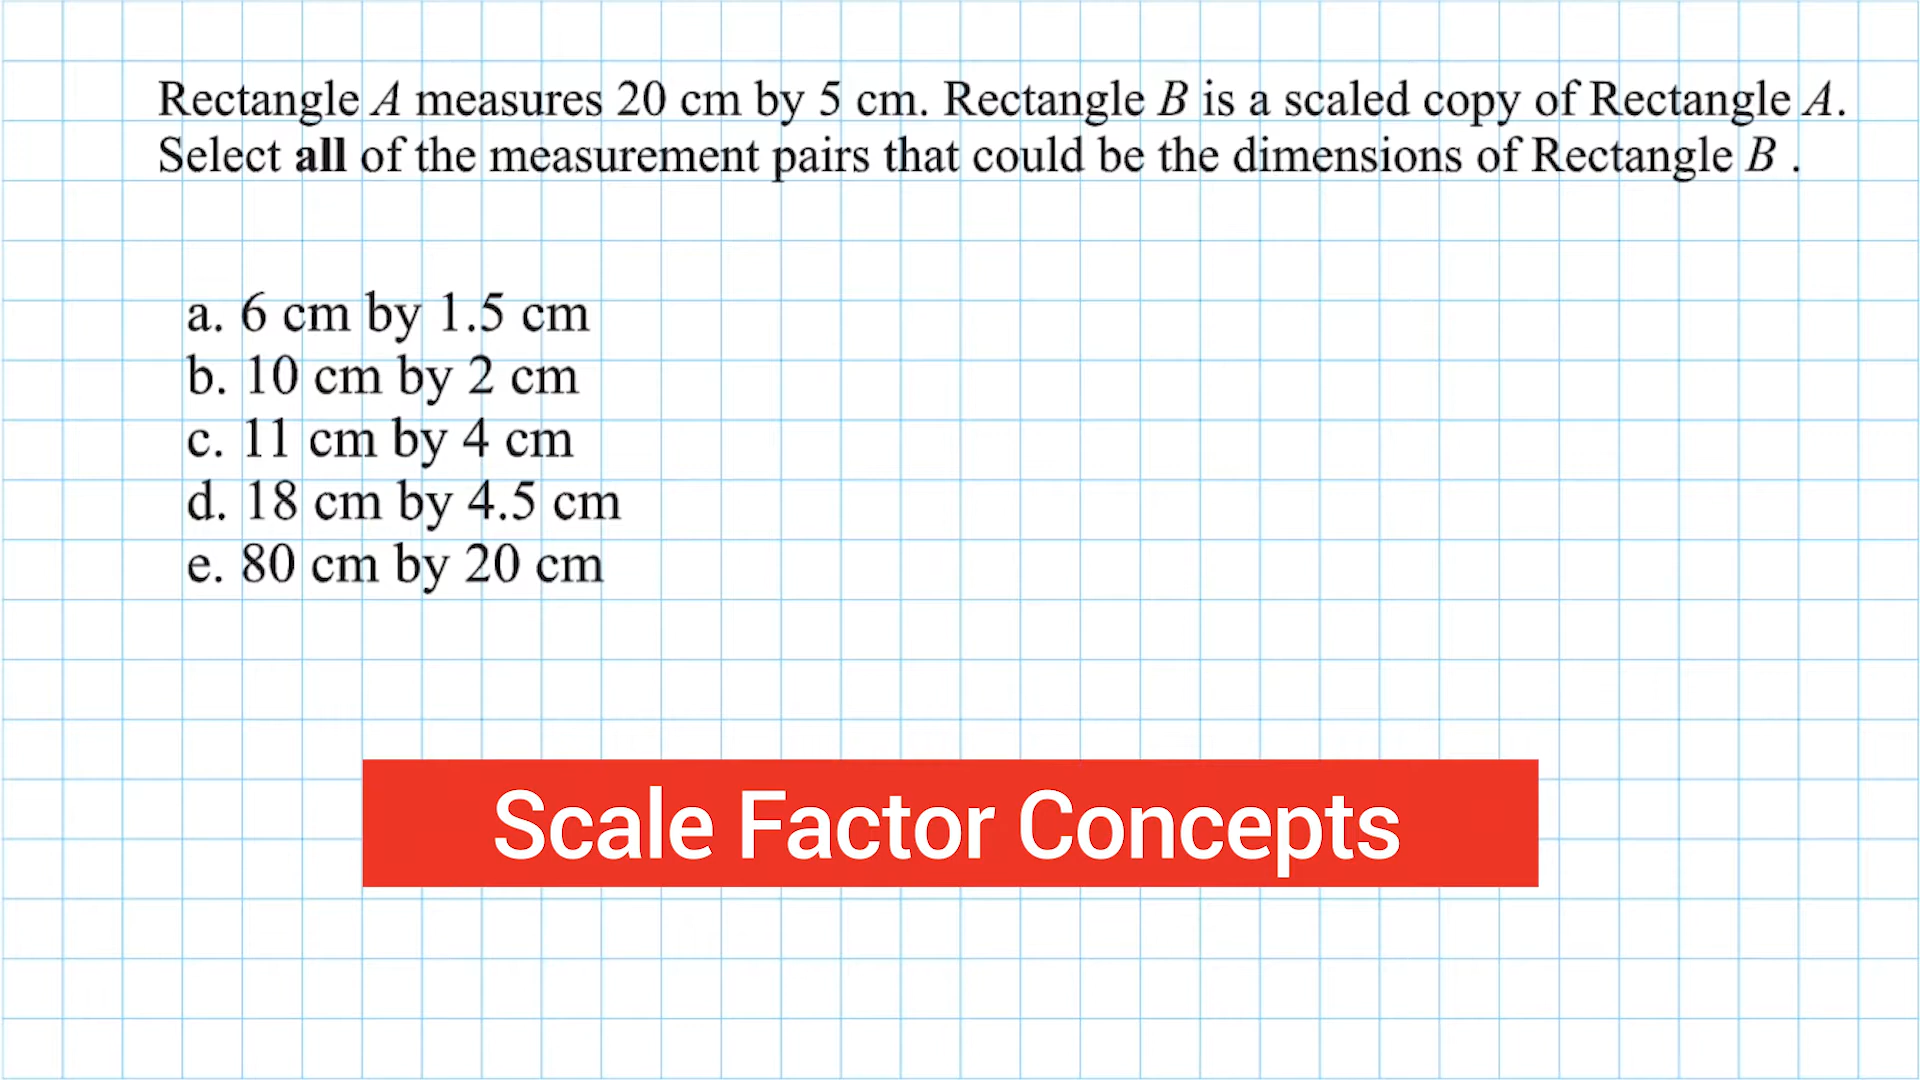 Rectangle A measures 20 cm by 5 cm. Rectangle B is a scaled copy of Rectangle A.
Select all of the measurement pairs that could be the dimensions of Rectangle B .
a. 6 cm by 1.5 cm
b. 10 cm by 2 cm
c. 11 cm by 4 cm
d. 18 cm by 4.5 cm
e. 80 cm by 20 cm
Scale Factor Concepts